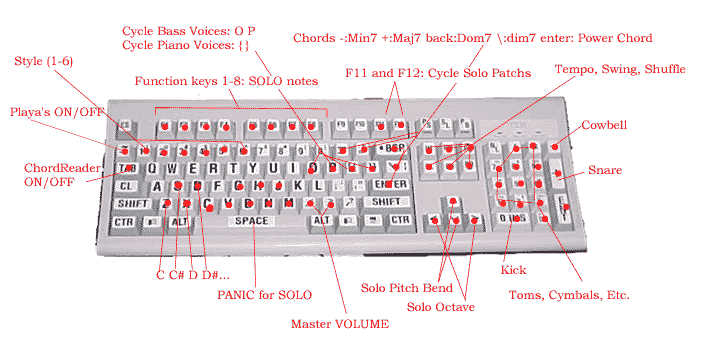 Cycle Bass Voices: O P
Cycle Piano Voices: {}
Chords -:Min7 +:Maj7 back:Dom7 \:dim7 enter: Power Chord
Style (1-6)
Function keys 1-8: SOLO notes
F11 and F12: Cycle Solo Patchs
Tempo, Swing, Shuffle
Playa's ON/OFF
Cowbell
ChordReader
ON/OFF
Snare
BSP
TAB Q W E R T Y U I O
CL A S D F G H J K L ENTER
SHIFT Z C V B N M SHIFT
CTR ALT SPACE ALT CTR
C C# D D#...
PANIC for SOLO
Master VOLUME
Solo Pitch Bend
Solo Octave
Kick
Toms, Cymbals, Etc.